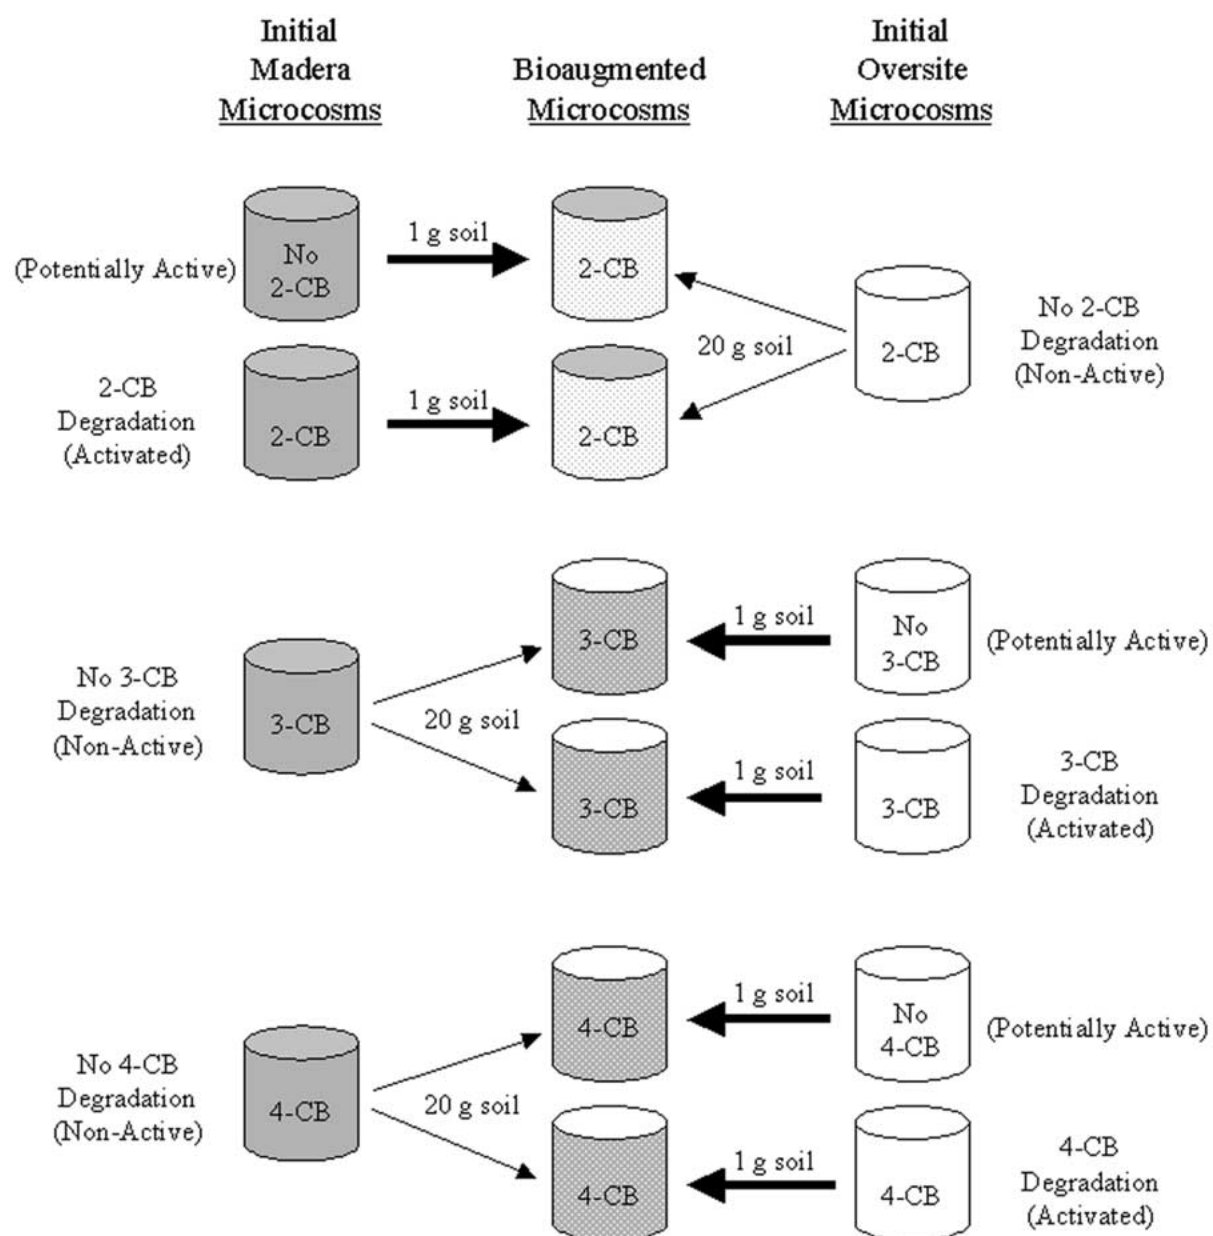 Initial
Madera
Microcosms
Bioaugmented
Microcosms
Initial
Oversite
Microcosms
(Potentially Active)
No
2-CB
1 g soil
2-CB
2-CB
Degradation
(Activated)
2-CB
1 g soil
2-CB
20 g soil
2-CB
No 2-CB
Degradation
(Non-Active)
No 3-CB
Degradation
(Non-Active)
3-CB
20 g soil
3-CB
1 g soil
No
3-CB
(Potentially Active)
3-CB
1 g soil
3-CB
3-CB
Degradation
(Activated)
No 4-CB
Degradation
(Non-Active)
4-CB
20 g soil
4-CB
1 g soil
No
4-CB
(Potentially Active)
4-CB
1 g soil
4-CB
4-CB
Degradation
(Activated)